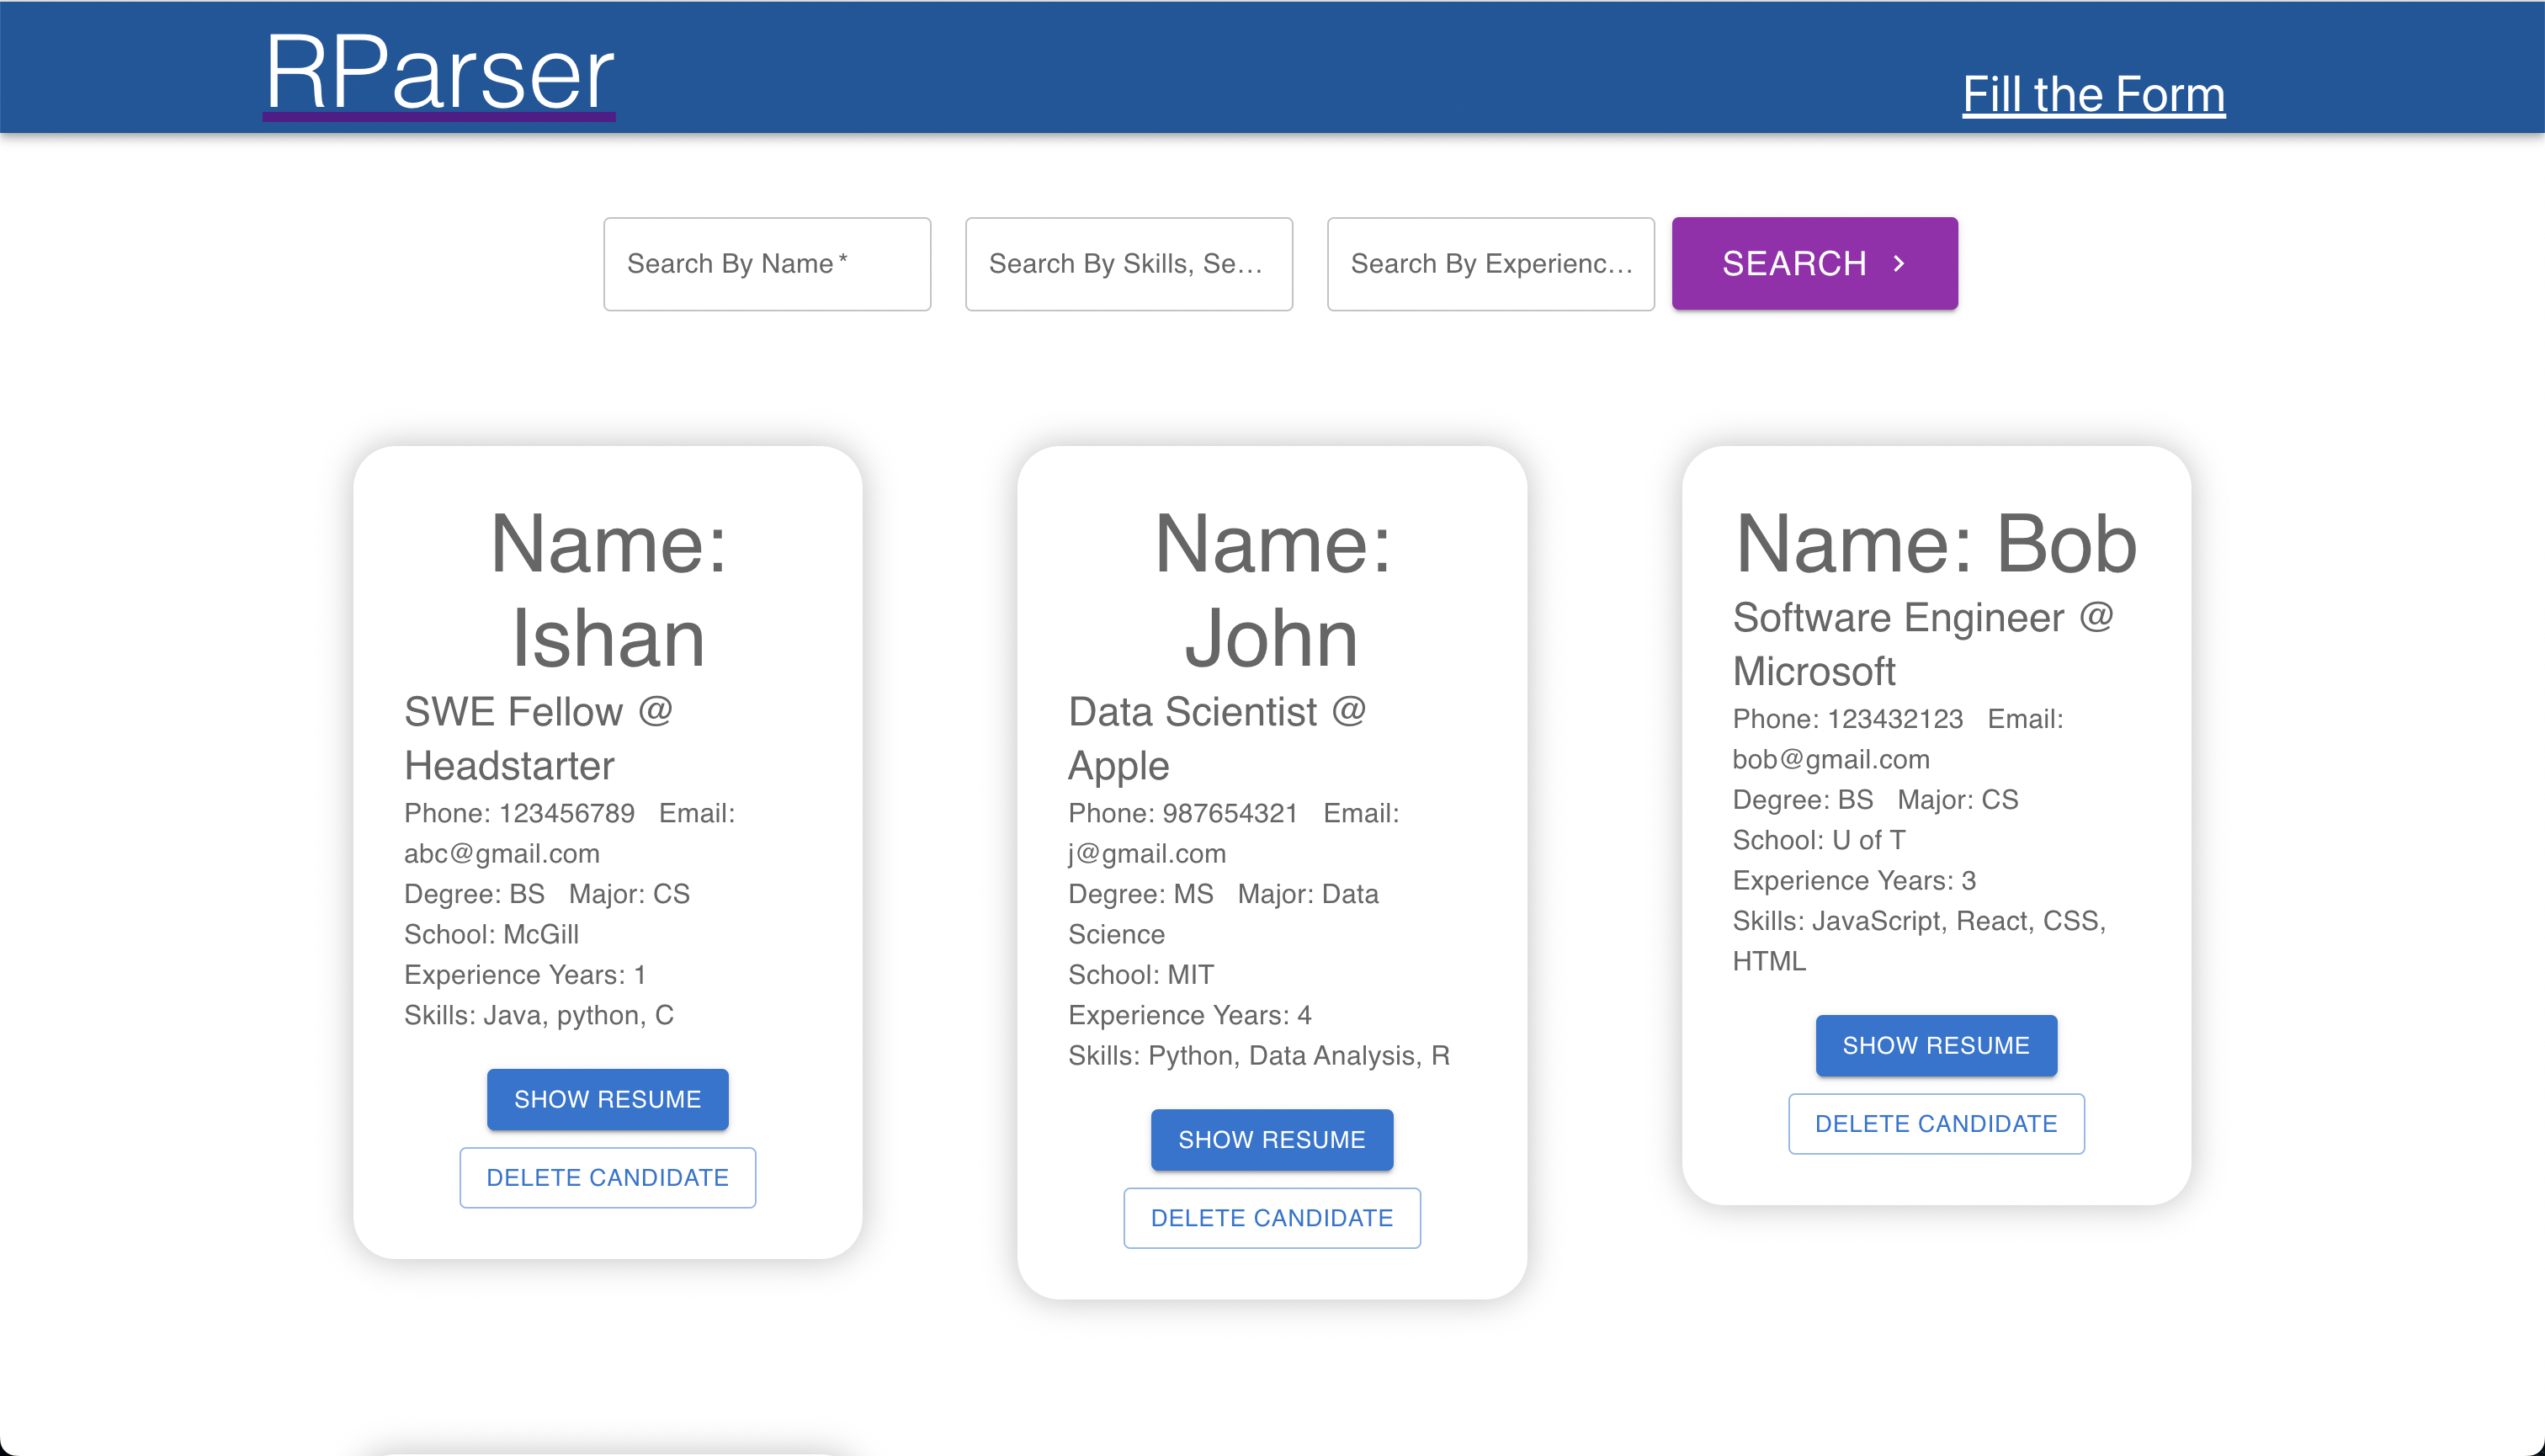 RParser
Fill the Form
Search By Name *
Search By Skills, Se...
Search By Experienc...
SEARCH
Name:
Ishan
SWE Fellow @
Headstarter
Phone: 123456789 Email:
abc@gmail.com
Degree: BS Major: CS
School: McGill
Experience Years: 1
Skills: Java, python, C
SHOW RESUME
DELETE CANDIDATE
Name:
John
Data Scientist @
Apple
Phone: 987654321 Email:
j@gmail.com
Degree: MS Major: Data
Science
School: MIT
Experience Years: 4
Skills: Python, Data Analysis, R
SHOW RESUME
DELETE CANDIDATE
Name: Bob
Software Engineer @
Microsoft
Phone: 123432123 Email:
bob@gmail.com
Degree: BS Major: CS
School: U of T
Experience Years: 3
Skills: JavaScript, React, CSS,
HTML
SHOW RESUME
DELETE CANDIDATE